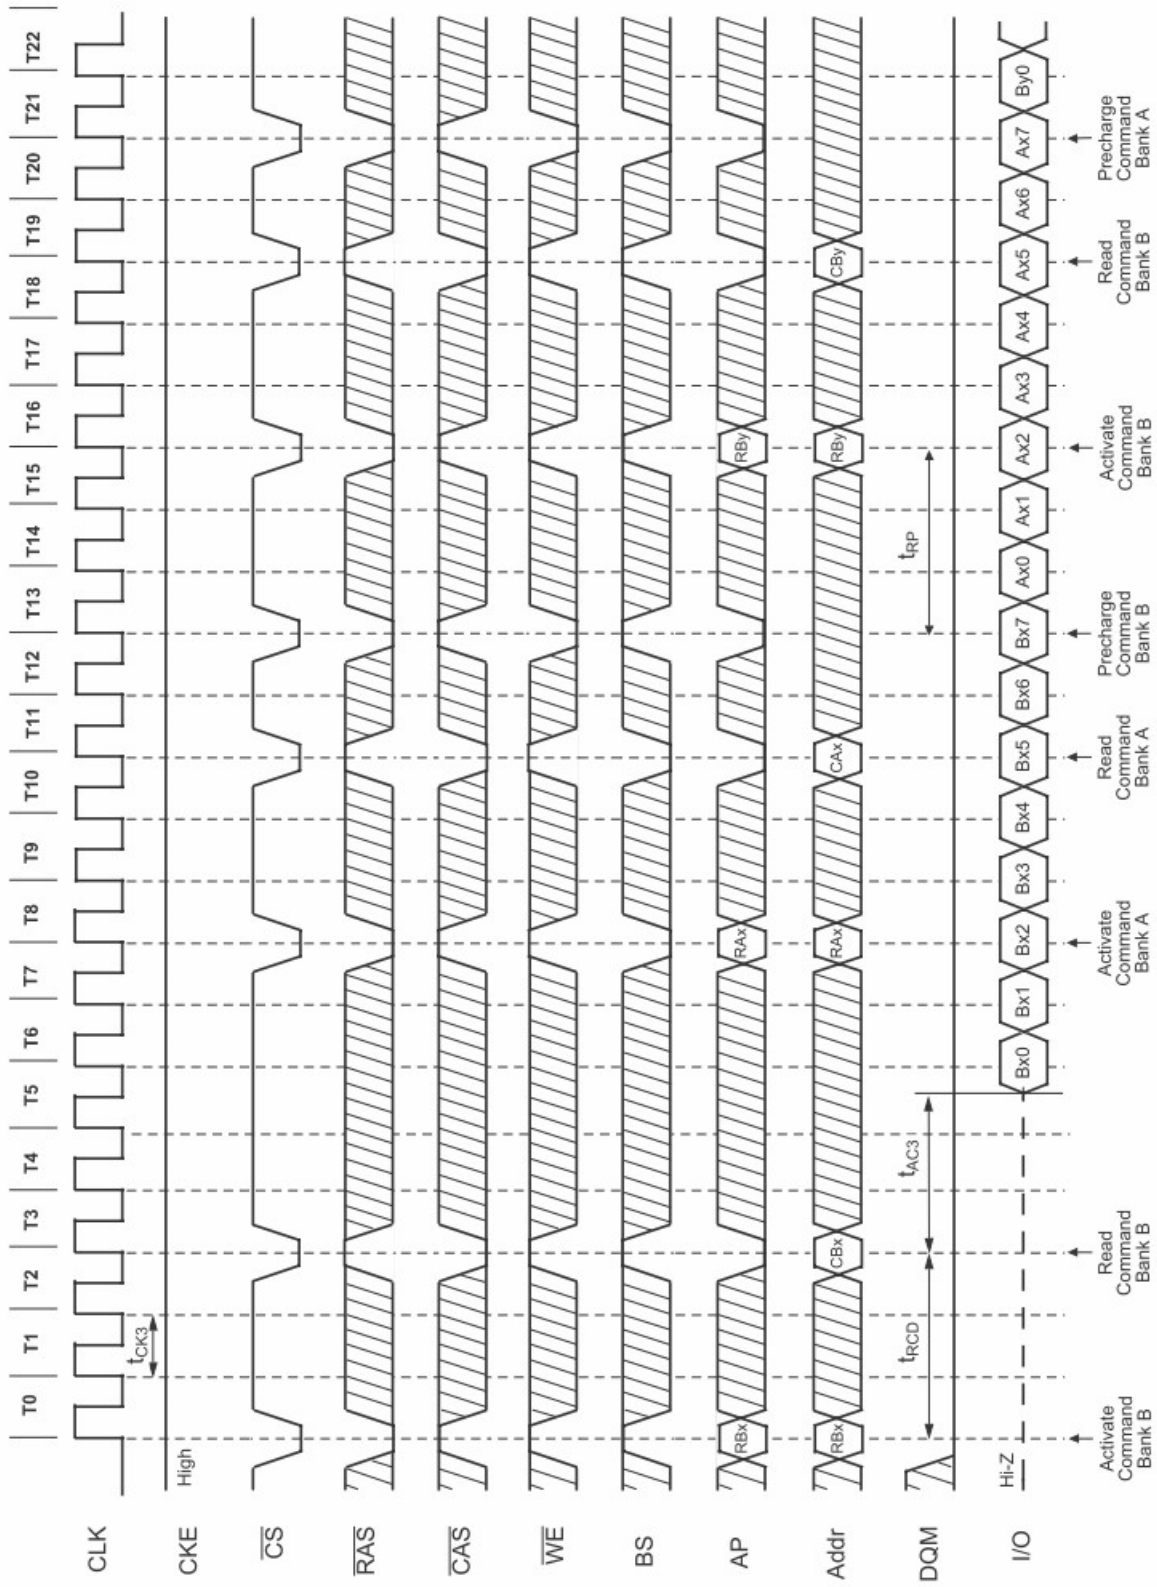 T0 T1 T2 T3 T4 T5 T6 T7 T8 T9 T10 T11 T12 T13 T14 T15 T16 T17 T18 T19 T20 T21 T22
CLK
tCK3
CKE
High
CS
RAS
CAS
WE
BS
AP
RBx RAx RBy
Addr
RBx CBx RAx CAx RBy CBy
DQM
tRCD tAC3 tRP
I/O
Hi-Z
Bx0 Bx1 Bx2 Bx3 Bx4 Bx5 Bx6 Bx7 Ax0 Ax1 Ax2 Ax3 Ax4 Ax5 Ax6 Ax7 By0
Activate
Command
Bank B
Read
Command
Bank B
Activate
Command
Bank A
Read
Command
Bank A
Precharge
Command
Bank B
Activate
Command
Bank B
Read
Command
Bank B
Precharge
Command
Bank A